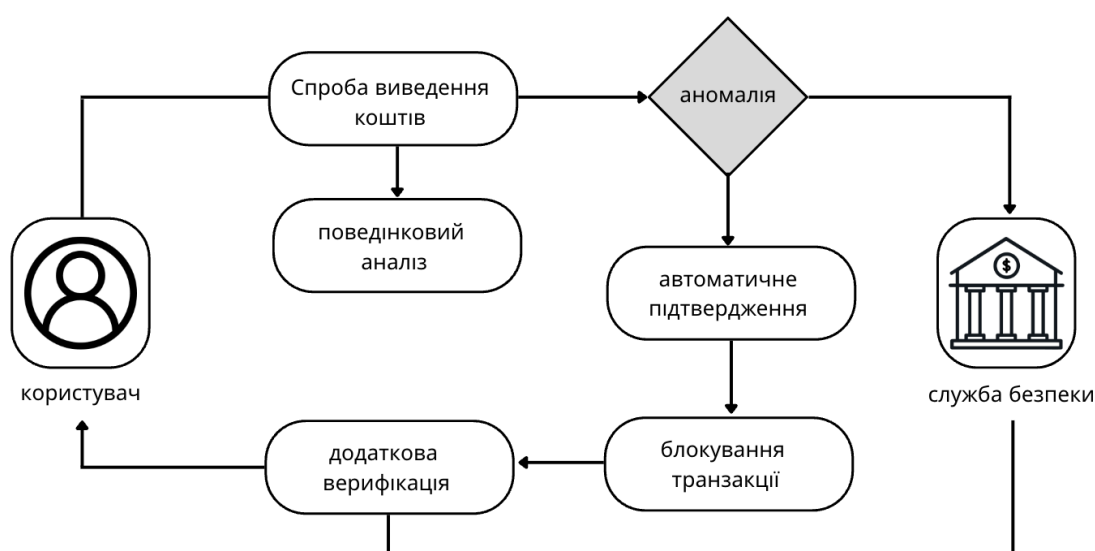 Спроба виведення
коштів
аномалія
поведінковий
аналіз
автоматичне
підтвердження
$
користувач
служба безпеки
додаткова
верифікація
блокування
транзакції